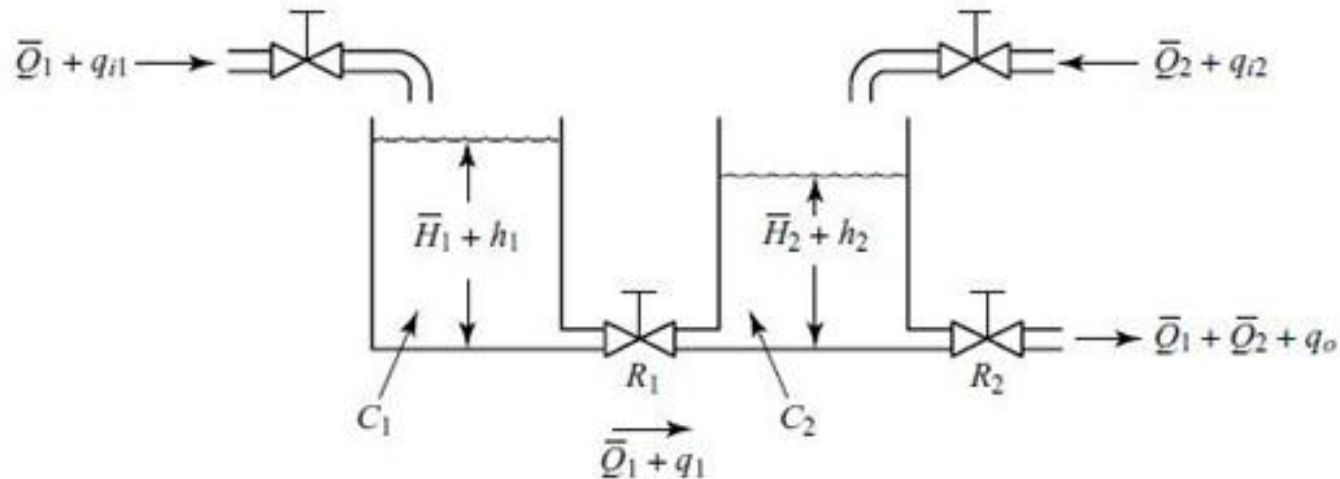 Q̅₁ + qᵢ₁
Q̅₂ + qᵢ₂
H̅₁ + h₁
H̅₂ + h₂
Q̅₁ + Q̅₂ + qₒ
R₁
R₂
C₁
C₂
Q̅₁ + q₁